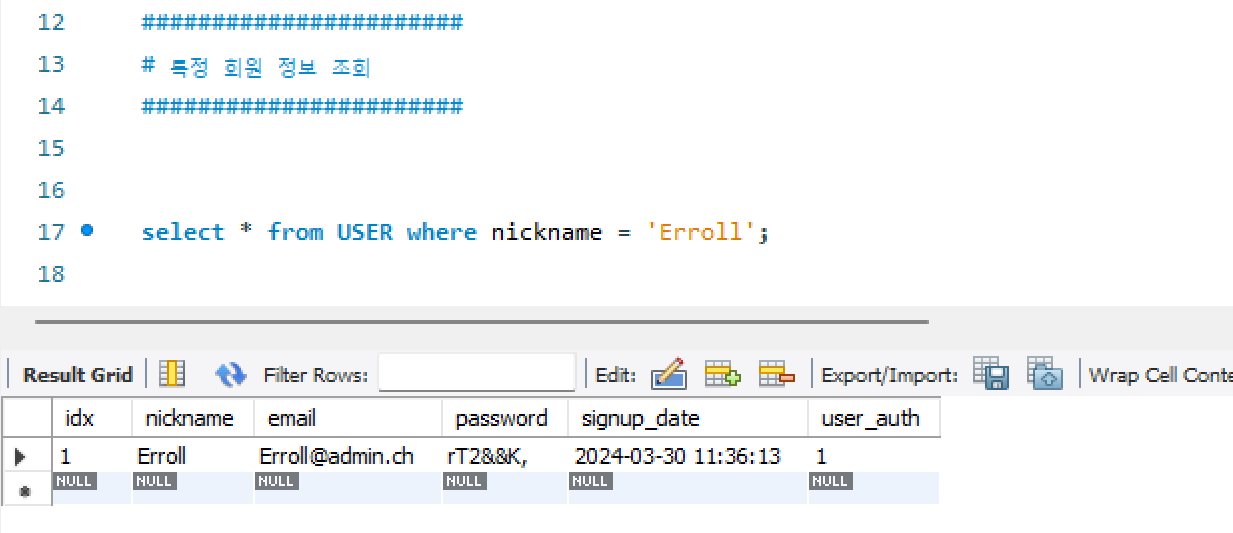 12 #######################
13 # 특정 회원 정보 조회
14 #######################
15
16
17 select * from USER where nickname = 'Erroll';
18
Result Grid Filter Rows: Edit: Export/Import: Wrap Cell Conte
idx nickname email password signup_date user_auth
1 Erroll Erroll@admin.ch rT2&&K, 2024-03-30 11:36:13 1
NULL NULL NULL NULL NULL NULL